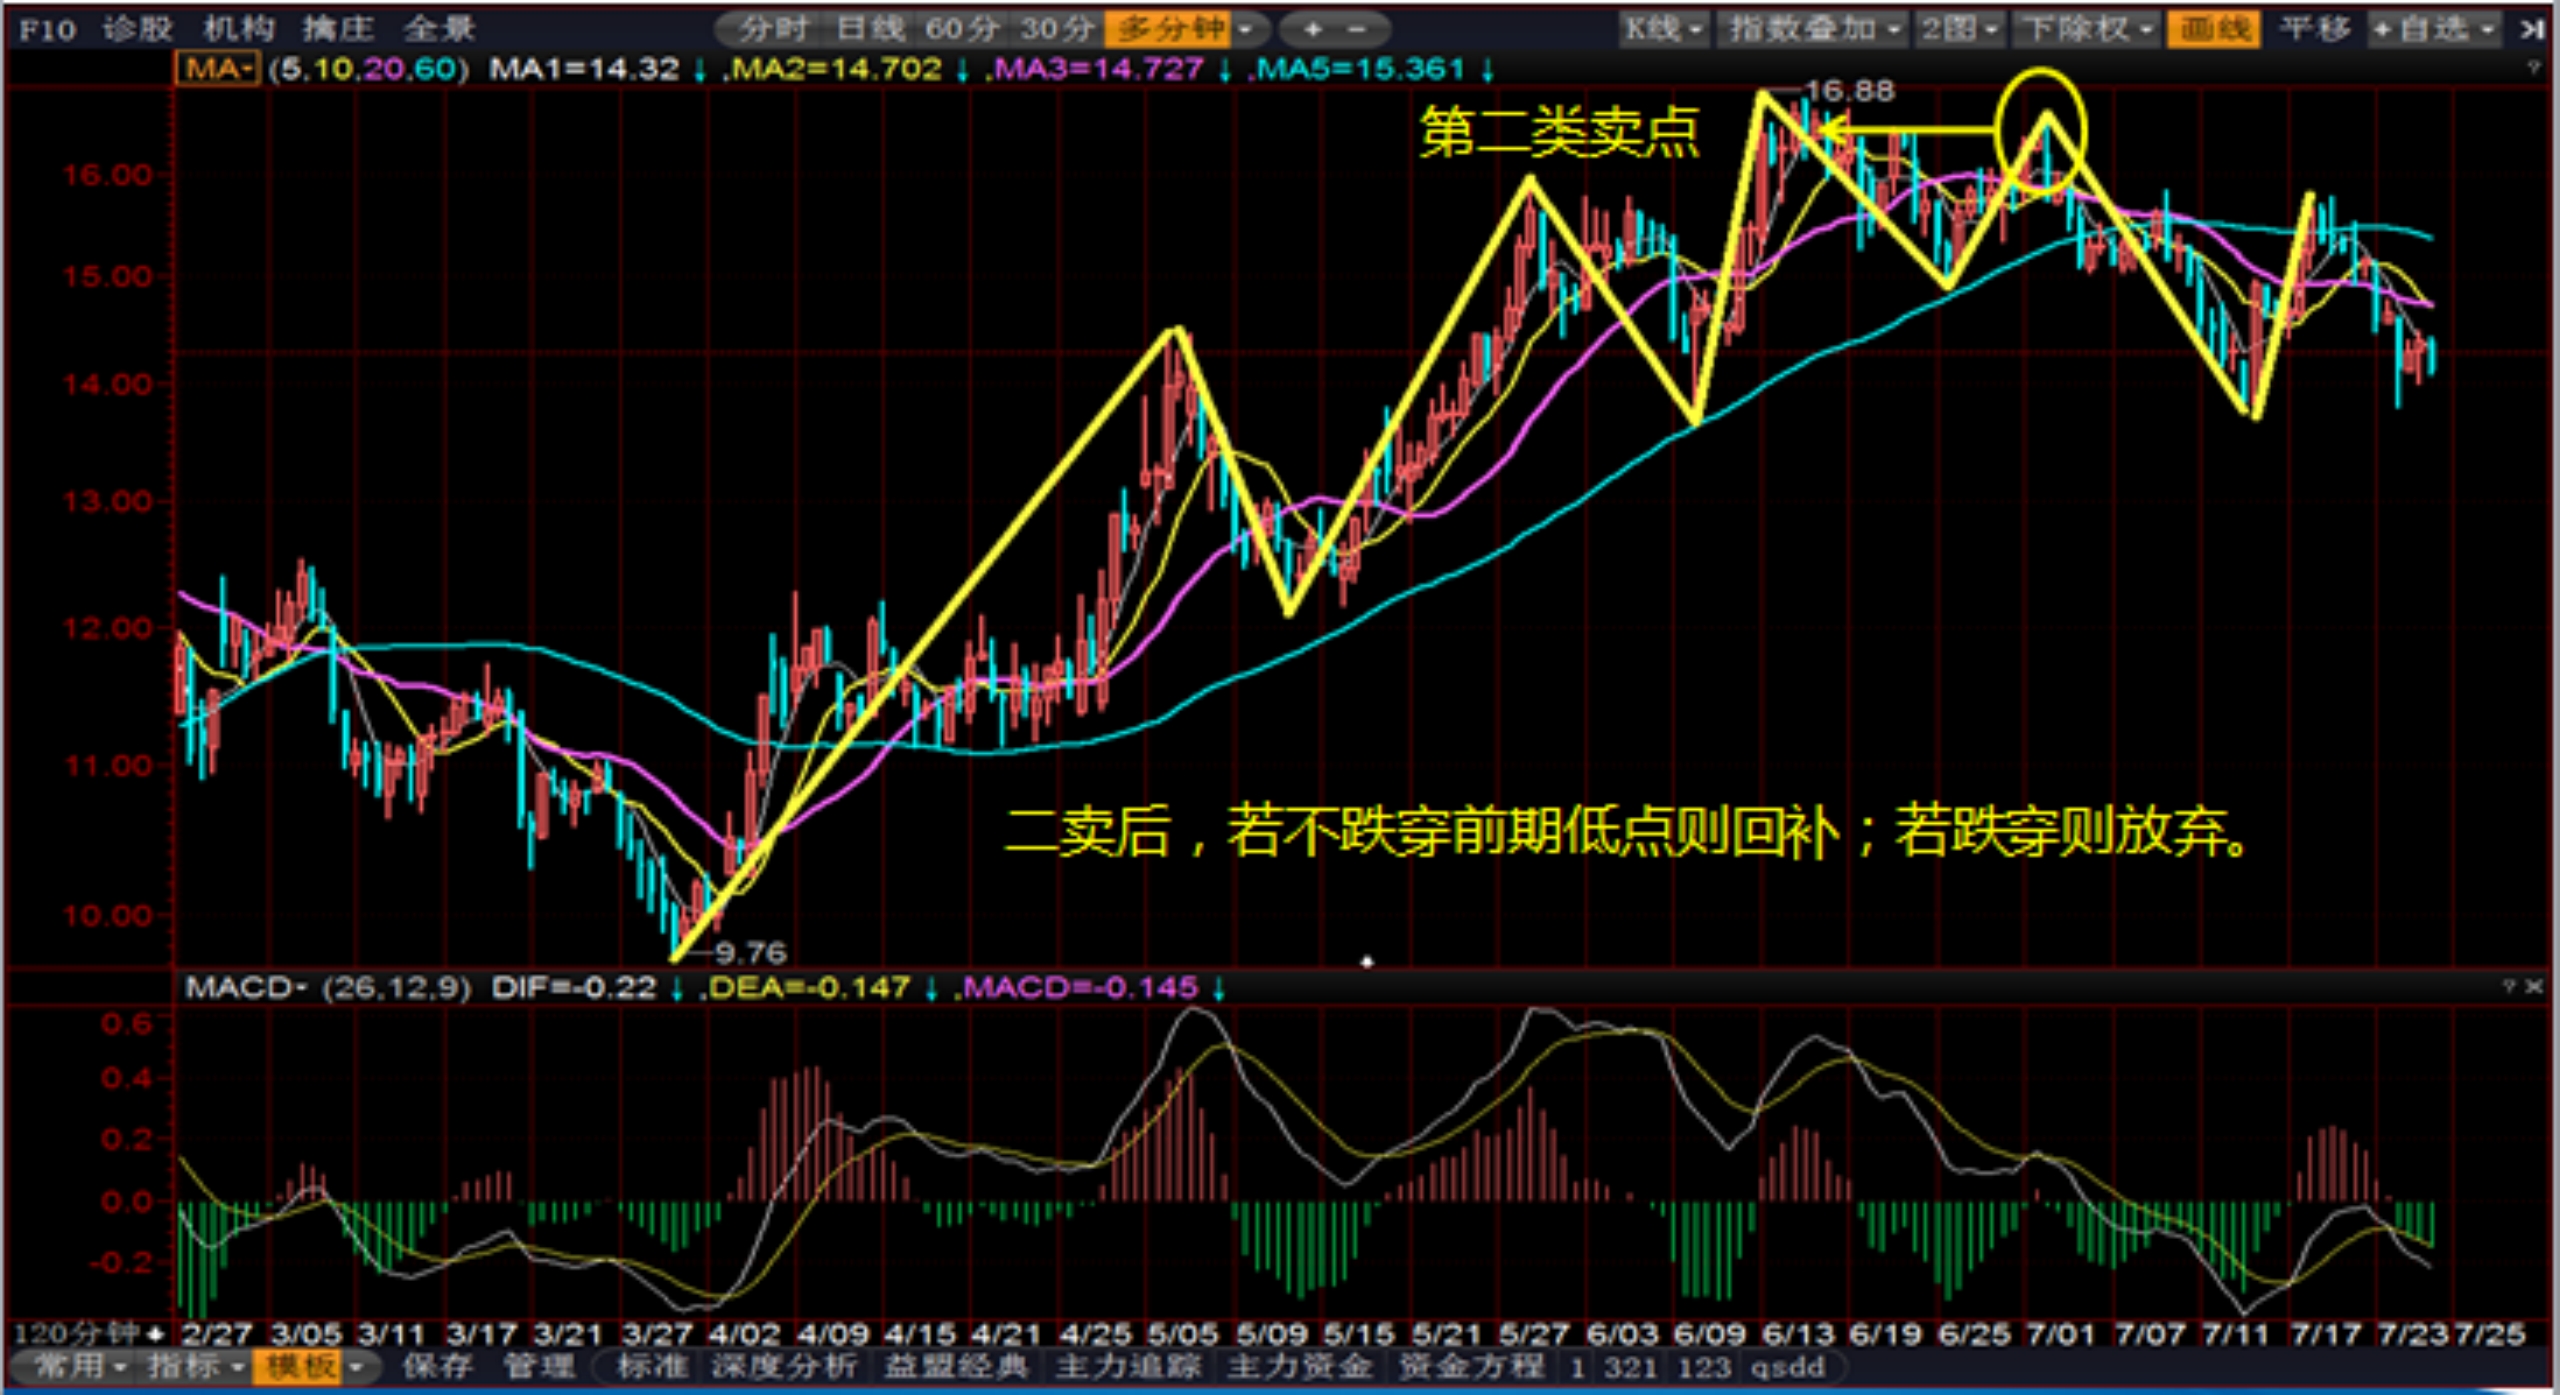 F10 诊股 机构 擒庄 全景 分时 日线 60分 30分 多分钟 + - K线 指数叠加 2图 下除权 画线 平移 +自选
MA (5,10,20,60) MA1=14.32 ↓ ,MA2=14.702 ↓ ,MA3=14.727 ↓ ,MA5=15.361 ↓ ?
16.88
第二类卖点
16.00
15.00
14.00
13.00
12.00
11.00
二卖后，若不跌穿前期低点则回补；若跌穿则放弃。
10.00
9.76
MACD (26,12,9) DIF=-0.22 ↓ ,DEA=-0.147 ↓ ,MACD=-0.145 ↓ ? ×
0.6
0.4
0.2
0.0
-0.2
120分钟 2/27 3/05 3/11 3/17 3/21 3/27 4/02 4/09 4/15 4/21 4/25 5/05 5/09 5/15 5/21 5/27 6/03 6/09 6/13 6/19 6/25 7/01 7/07 7/11 7/17 7/23 7/25
常用 指标 模板 保存 管理 标准 深度分析 益盟经典 主力追踪 主力资金 资金方程 1 321 123 qsdd